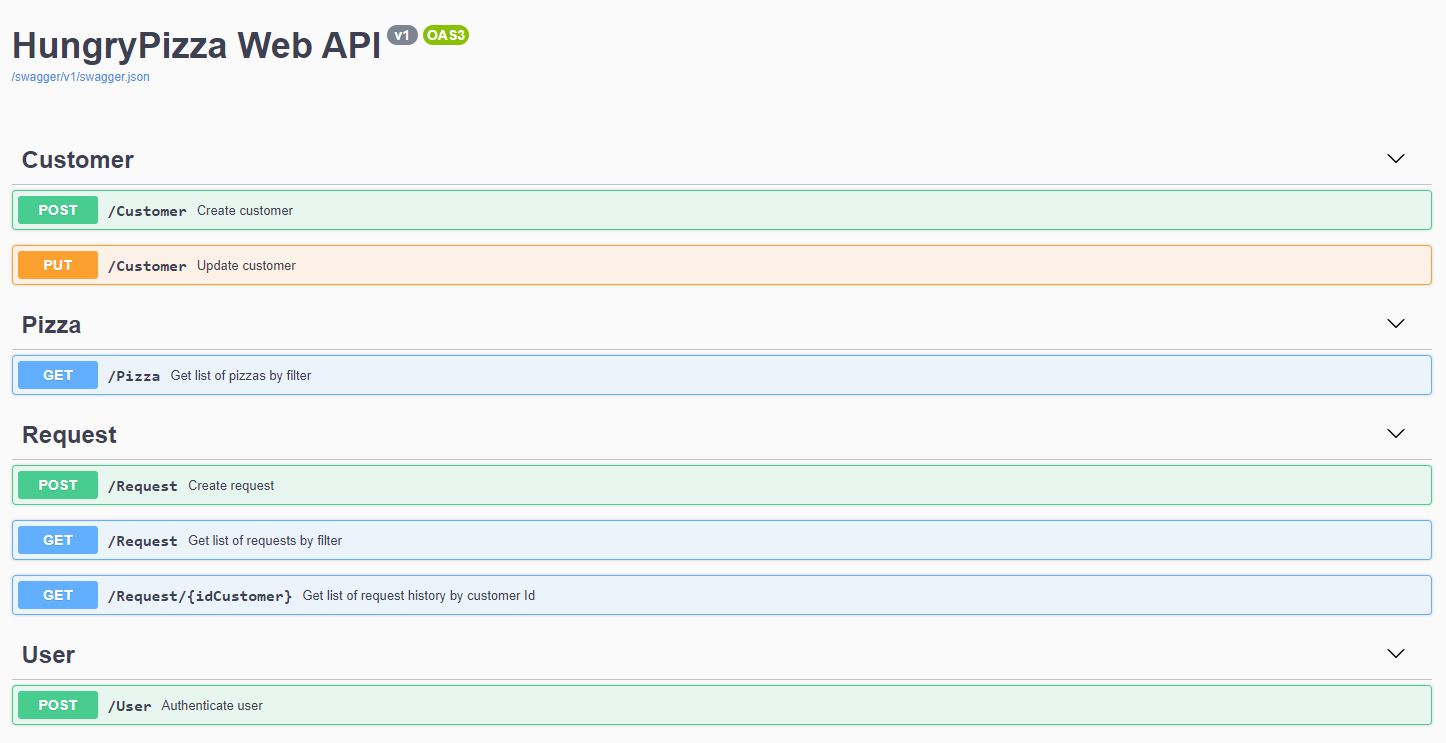 HungryPizza Web API v1 OAS3
/swagger/v1/swagger.json
Customer
POST /Customer Create customer
PUT /Customer Update customer
Pizza
GET /Pizza Get list of pizzas by filter
Request
POST /Request Create request
GET /Request Get list of requests by filter
GET /Request/{idCustomer} Get list of request history by customer Id
User
POST /User Authenticate user